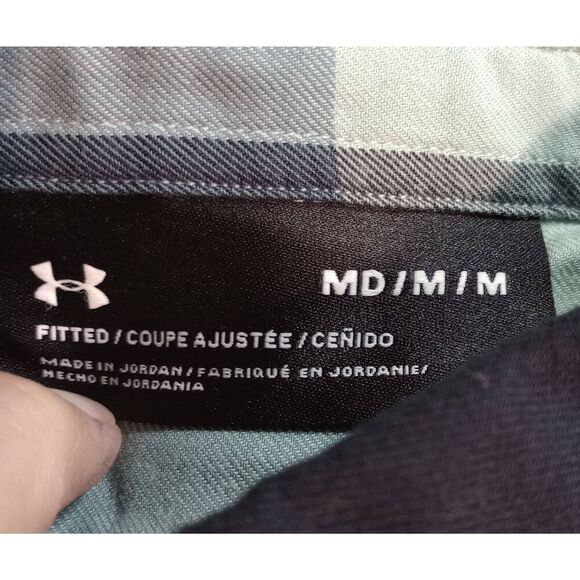 MD/M/M
FITTED/COUPE AJUSTÉE/CEÑIDO
MADE IN JORDAN/FABRIQUÉ EN JORDANIE/
HECHO EN JORDANIA